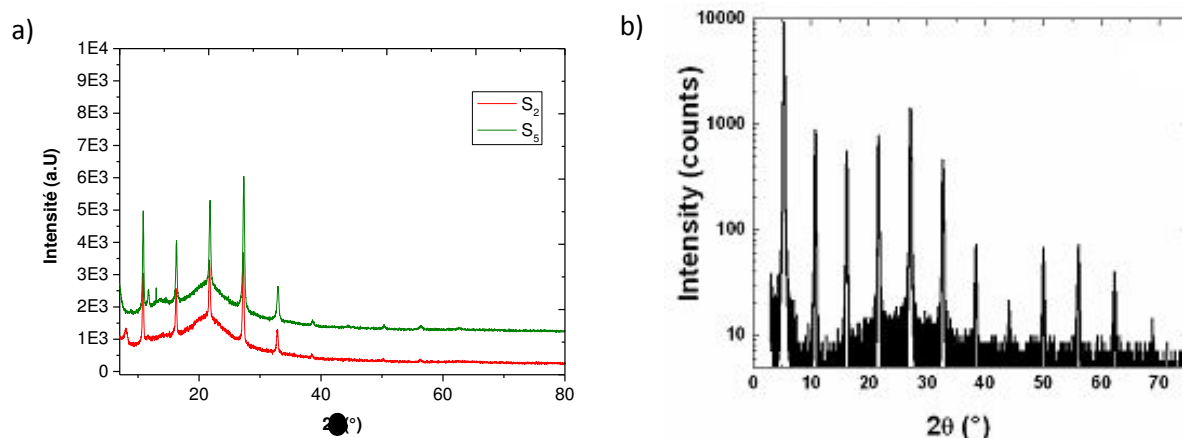 a)
1E4
9E3
8E3
7E3
6E3
5E3
4E3
3E3
2E3
1E3
0
Intensité (a.U)
S2
S5
20 40 60 80
2 (°)
b)
10000
1000
100
10
Intensity (counts)
0 10 20 30 40 50 60 70
2θ (°)